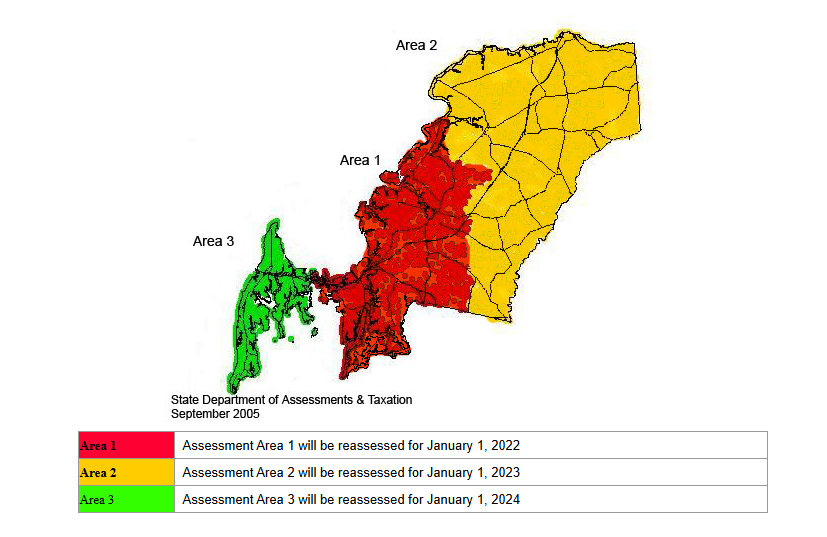 Area 2
Area 1
Area 3
State Department of Assessments & Taxation
September 2005
Area 1 Assessment Area 1 will be reassessed for January 1, 2022
Area 2 Assessment Area 2 will be reassessed for January 1, 2023
Area 3 Assessment Area 3 will be reassessed for January 1, 2024